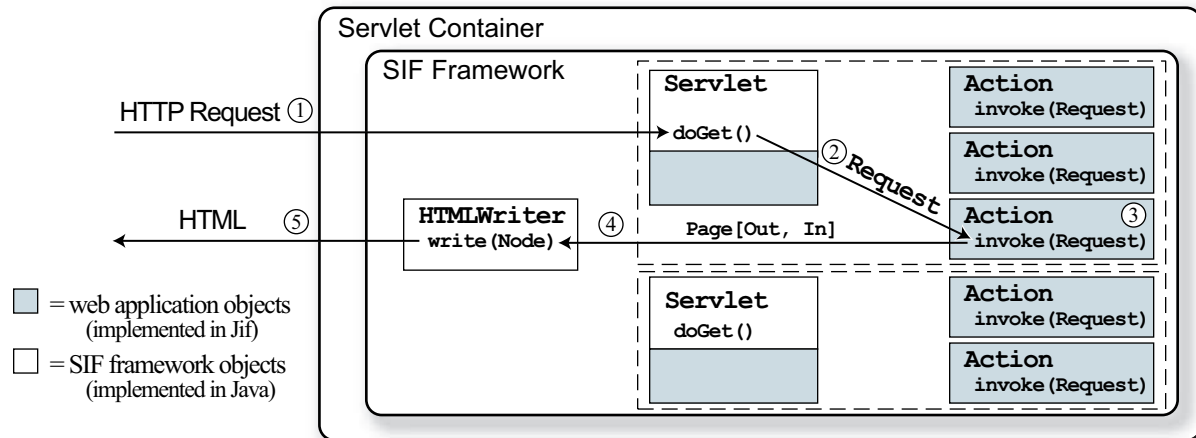 Servlet Container
SIF Framework
HTTP Request ①
Servlet
doGet()
② Request
Action
invoke(Request)
Action
invoke(Request)
Action ③
invoke(Request)
HTML ⑤
HTMLWriter
write(Node)
④ Page[Out, In]
Servlet
doGet()
Action
invoke(Request)
Action
invoke(Request)
= web application objects
(implemented in Jif)
= SIF framework objects
(implemented in Java)